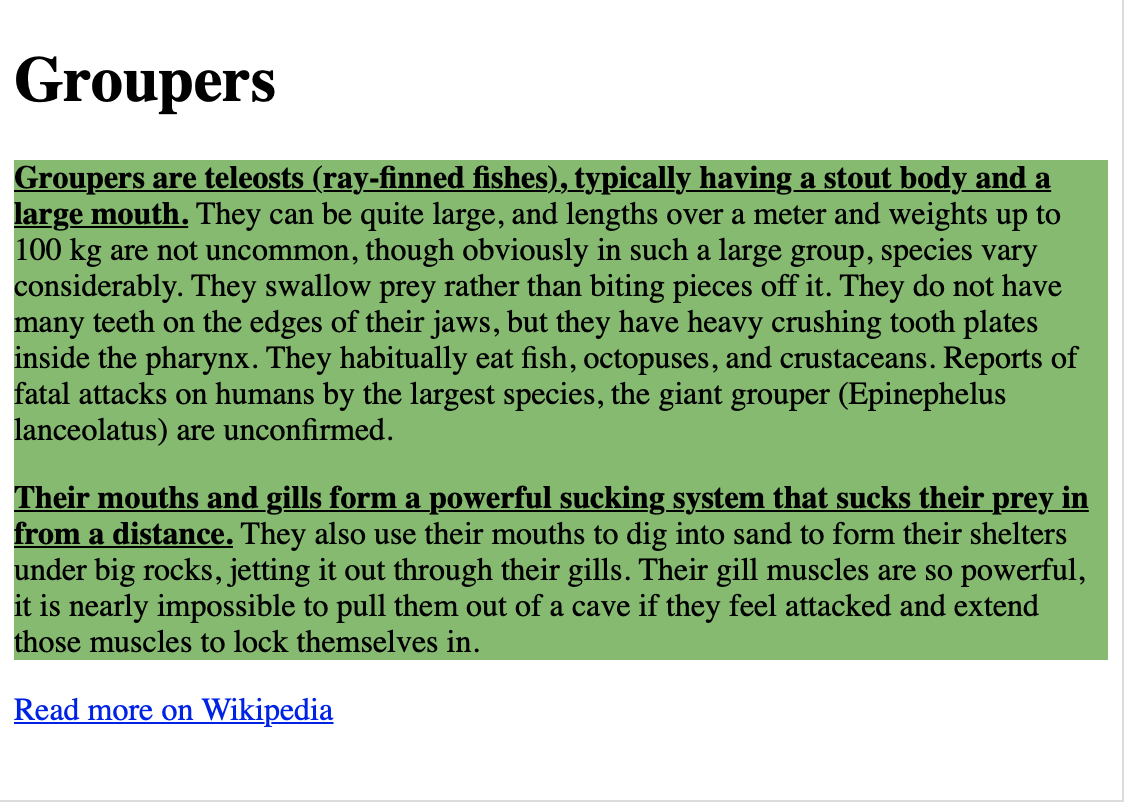 Groupers
Groupers are teleosts (ray-finned fishes), typically having a stout body and a
large mouth. They can be quite large, and lengths over a meter and weights up to
100 kg are not uncommon, though obviously in such a large group, species vary
considerably. They swallow prey rather than biting pieces off it. They do not have
many teeth on the edges of their jaws, but they have heavy crushing tooth plates
inside the pharynx. They habitually eat fish, octopuses, and crustaceans. Reports of
fatal attacks on humans by the largest species, the giant grouper (Epinephelus
lanceolatus) are unconfirmed.
Their mouths and gills form a powerful sucking system that sucks their prey in
from a distance. They also use their mouths to dig into sand to form their shelters
under big rocks, jetting it out through their gills. Their gill muscles are so powerful,
it is nearly impossible to pull them out of a cave if they feel attacked and extend
those muscles to lock themselves in.
Read more on Wikipedia